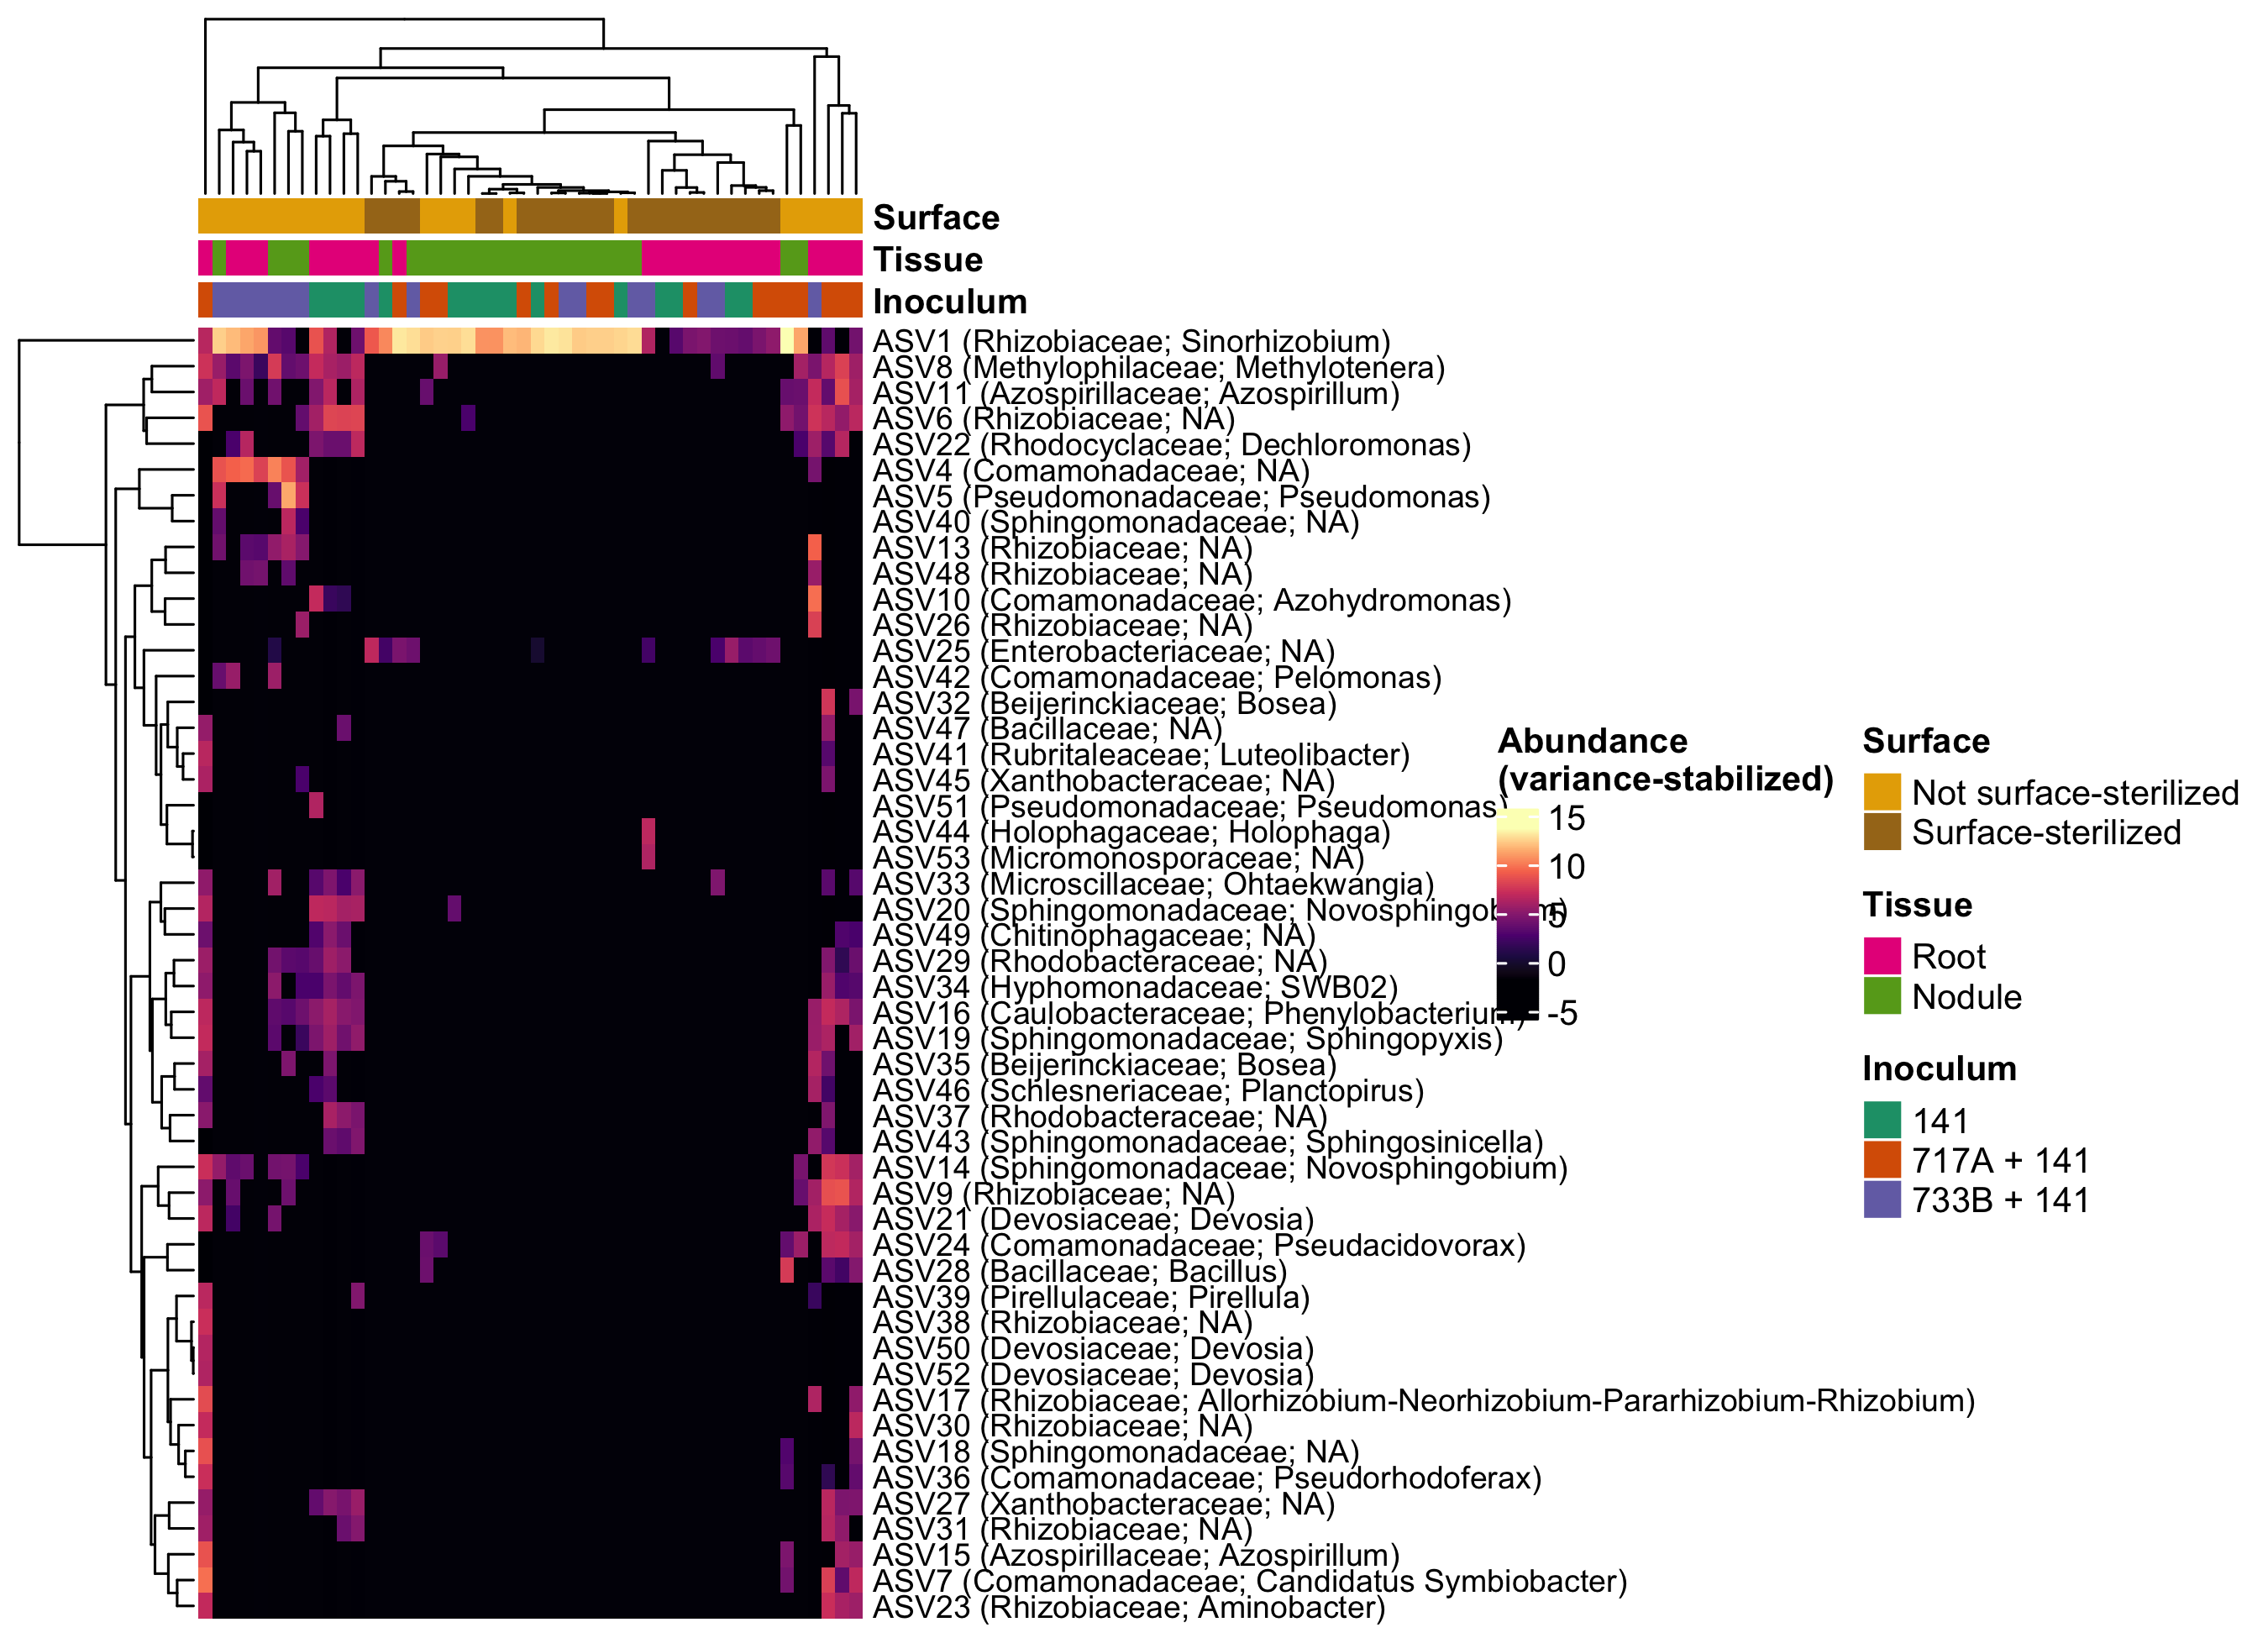 Surface
Tissue
Inoculum
ASV1 (Rhizobiaceae; Sinorhizobium)
ASV8 (Methylophilaceae; Methylotenera)
ASV11 (Azospirillaceae; Azospirillum)
ASV6 (Rhizobiaceae; NA)
ASV22 (Rhodocyclaceae; Dechloromonas)
ASV4 (Comamonadaceae; NA)
ASV5 (Pseudomonadaceae; Pseudomonas)
ASV40 (Sphingomonadaceae; NA)
ASV13 (Rhizobiaceae; NA)
ASV48 (Rhizobiaceae; NA)
ASV10 (Comamonadaceae; Azohydromonas)
ASV26 (Rhizobiaceae; NA)
ASV25 (Enterobacteriaceae; NA)
ASV42 (Comamonadaceae; Pelomonas)
ASV32 (Beijerinckiaceae; Bosea)
ASV47 (Bacillaceae; NA)
ASV41 (Rubritaleaceae; Luteolibacter)
ASV45 (Xanthobacteraceae; NA)
ASV51 (Pseudomonadaceae; Pseudomonas)
ASV44 (Holophagaceae; Holophaga)
ASV53 (Micromonosporaceae; NA)
ASV33 (Microscillaceae; Ohtaekwangia)
ASV20 (Sphingomonadaceae; Novosphingobium)
ASV49 (Chitinophagaceae; NA)
ASV29 (Rhodobacteraceae; NA)
ASV34 (Hyphomonadaceae; SWB02)
ASV16 (Caulobacteraceae; Phenylobacterium)
ASV19 (Sphingomonadaceae; Sphingopyxis)
ASV35 (Beijerinckiaceae; Bosea)
ASV46 (Schlesneriaceae; Planctopirus)
ASV37 (Rhodobacteraceae; NA)
ASV43 (Sphingomonadaceae; Sphingosinicella)
ASV14 (Sphingomonadaceae; Novosphingobium)
ASV9 (Rhizobiaceae; NA)
ASV21 (Devosiaceae; Devosia)
ASV24 (Comamonadaceae; Pseudacidovorax)
ASV28 (Bacillaceae; Bacillus)
ASV39 (Pirellulaceae; Pirellula)
ASV38 (Rhizobiaceae; NA)
ASV50 (Devosiaceae; Devosia)
ASV52 (Devosiaceae; Devosia)
ASV17 (Rhizobiaceae; Allorhizobium-Neorhizobium-Pararhizobium-Rhizobium)
ASV30 (Rhizobiaceae; NA)
ASV18 (Sphingomonadaceae; NA)
ASV36 (Comamonadaceae; Pseudorhodoferax)
ASV27 (Xanthobacteraceae; NA)
ASV31 (Rhizobiaceae; NA)
ASV15 (Azospirillaceae; Azospirillum)
ASV7 (Comamonadaceae; Candidatus Symbiobacter)
ASV23 (Rhizobiaceae; Aminobacter)
Abundance
(variance-stabilized)
15
10
5
0
-5
Surface
Not surface-sterilized
Surface-sterilized
Tissue
Root
Nodule
Inoculum
141
717A + 141
733B + 141